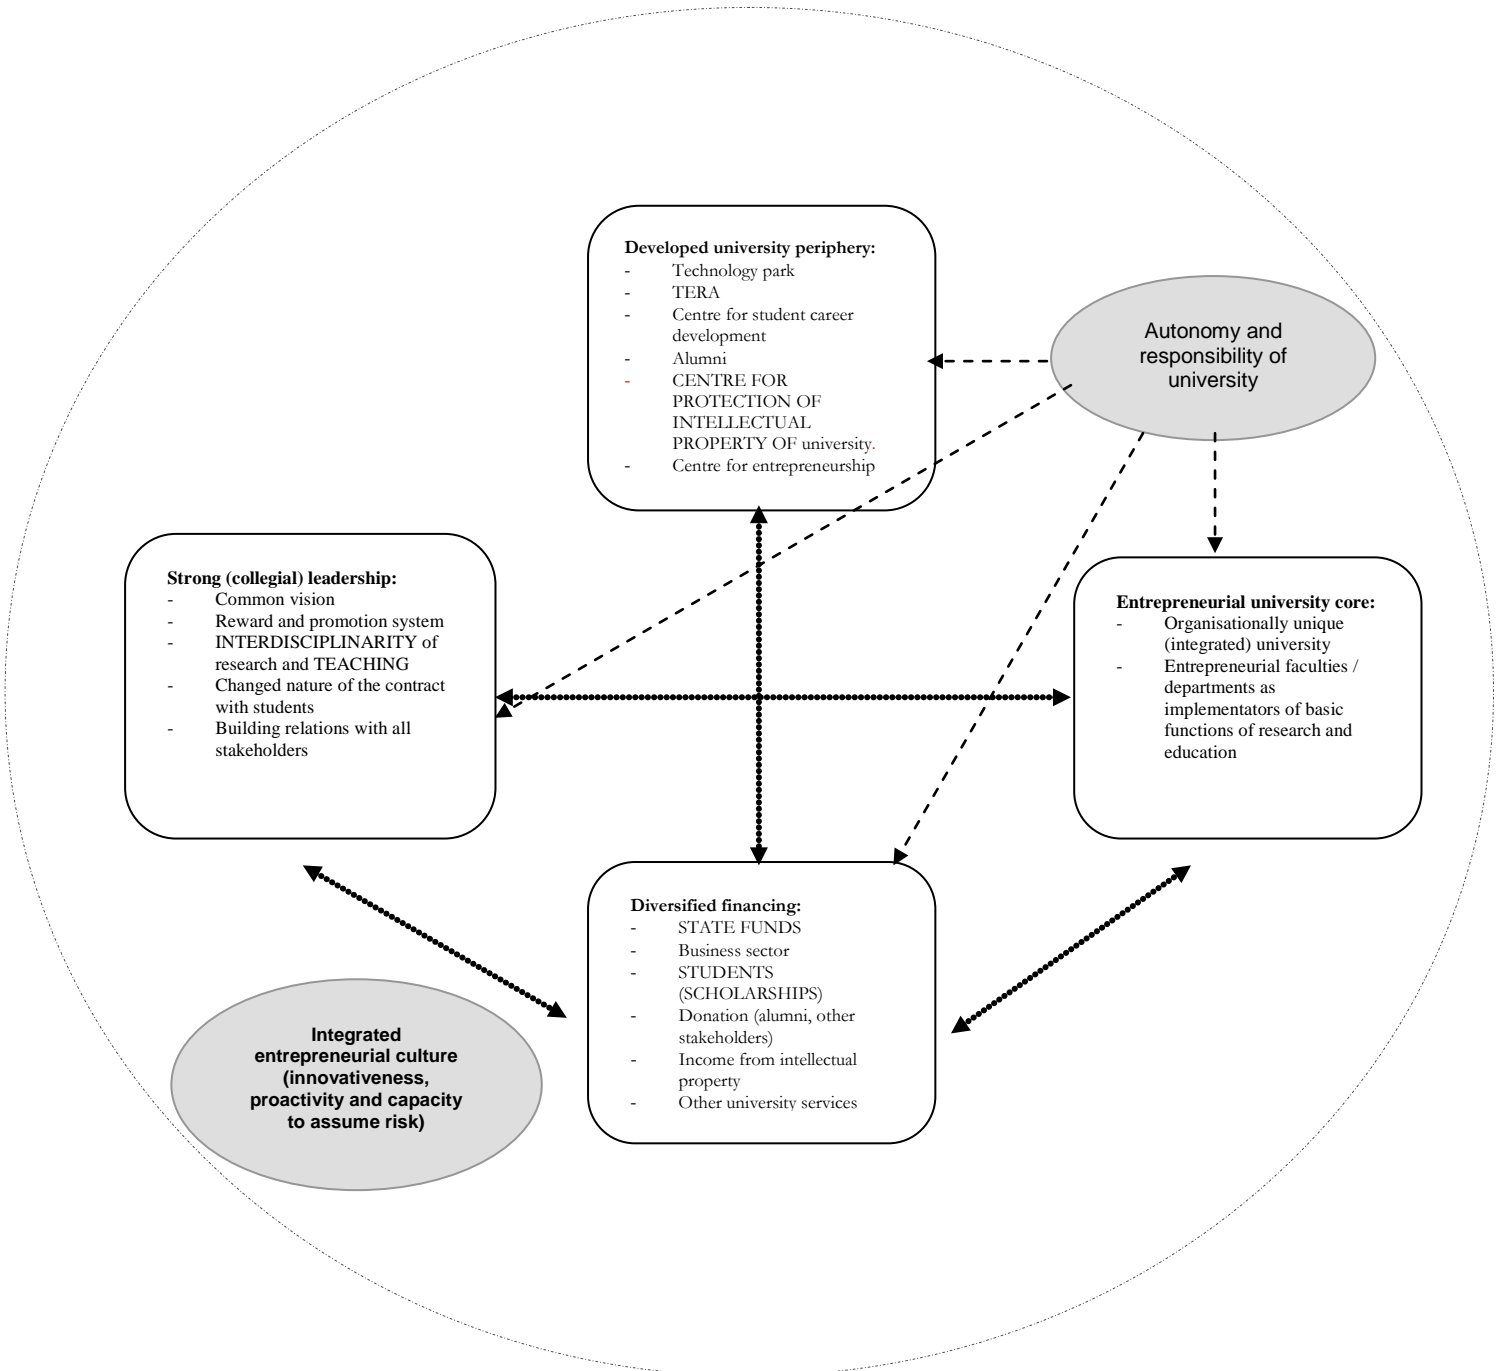 Developed university periphery:
- Technology park
- TERA
- Centre for student career
development
- Alumni
- CENTRE FOR
PROTECTION OF
INTELLECTUAL
PROPERTY OF university.
- Centre for entrepreneurship
Autonomy and
responsibility of
university
Strong (collegial) leadership:
- Common vision
- Reward and promotion system
- INTERDISCIPLINARITY of
research and TEACHING
- Changed nature of the contract
with students
- Building relations with all
stakeholders
Entrepreneurial university core:
- Organisationally unique
(integrated) university
- Entrepreneurial faculties /
departments as
implementators of basic
functions of research and
education
Diversified financing:
- STATE FUNDS
- Business sector
- STUDENTS
(SCHOLARSHIPS)
- Donation (alumni, other
stakeholders)
- Income from intellectual
property
- Other university services
Integrated
entrepreneurial culture
(innovativeness,
proactivity and capacity
to assume risk)